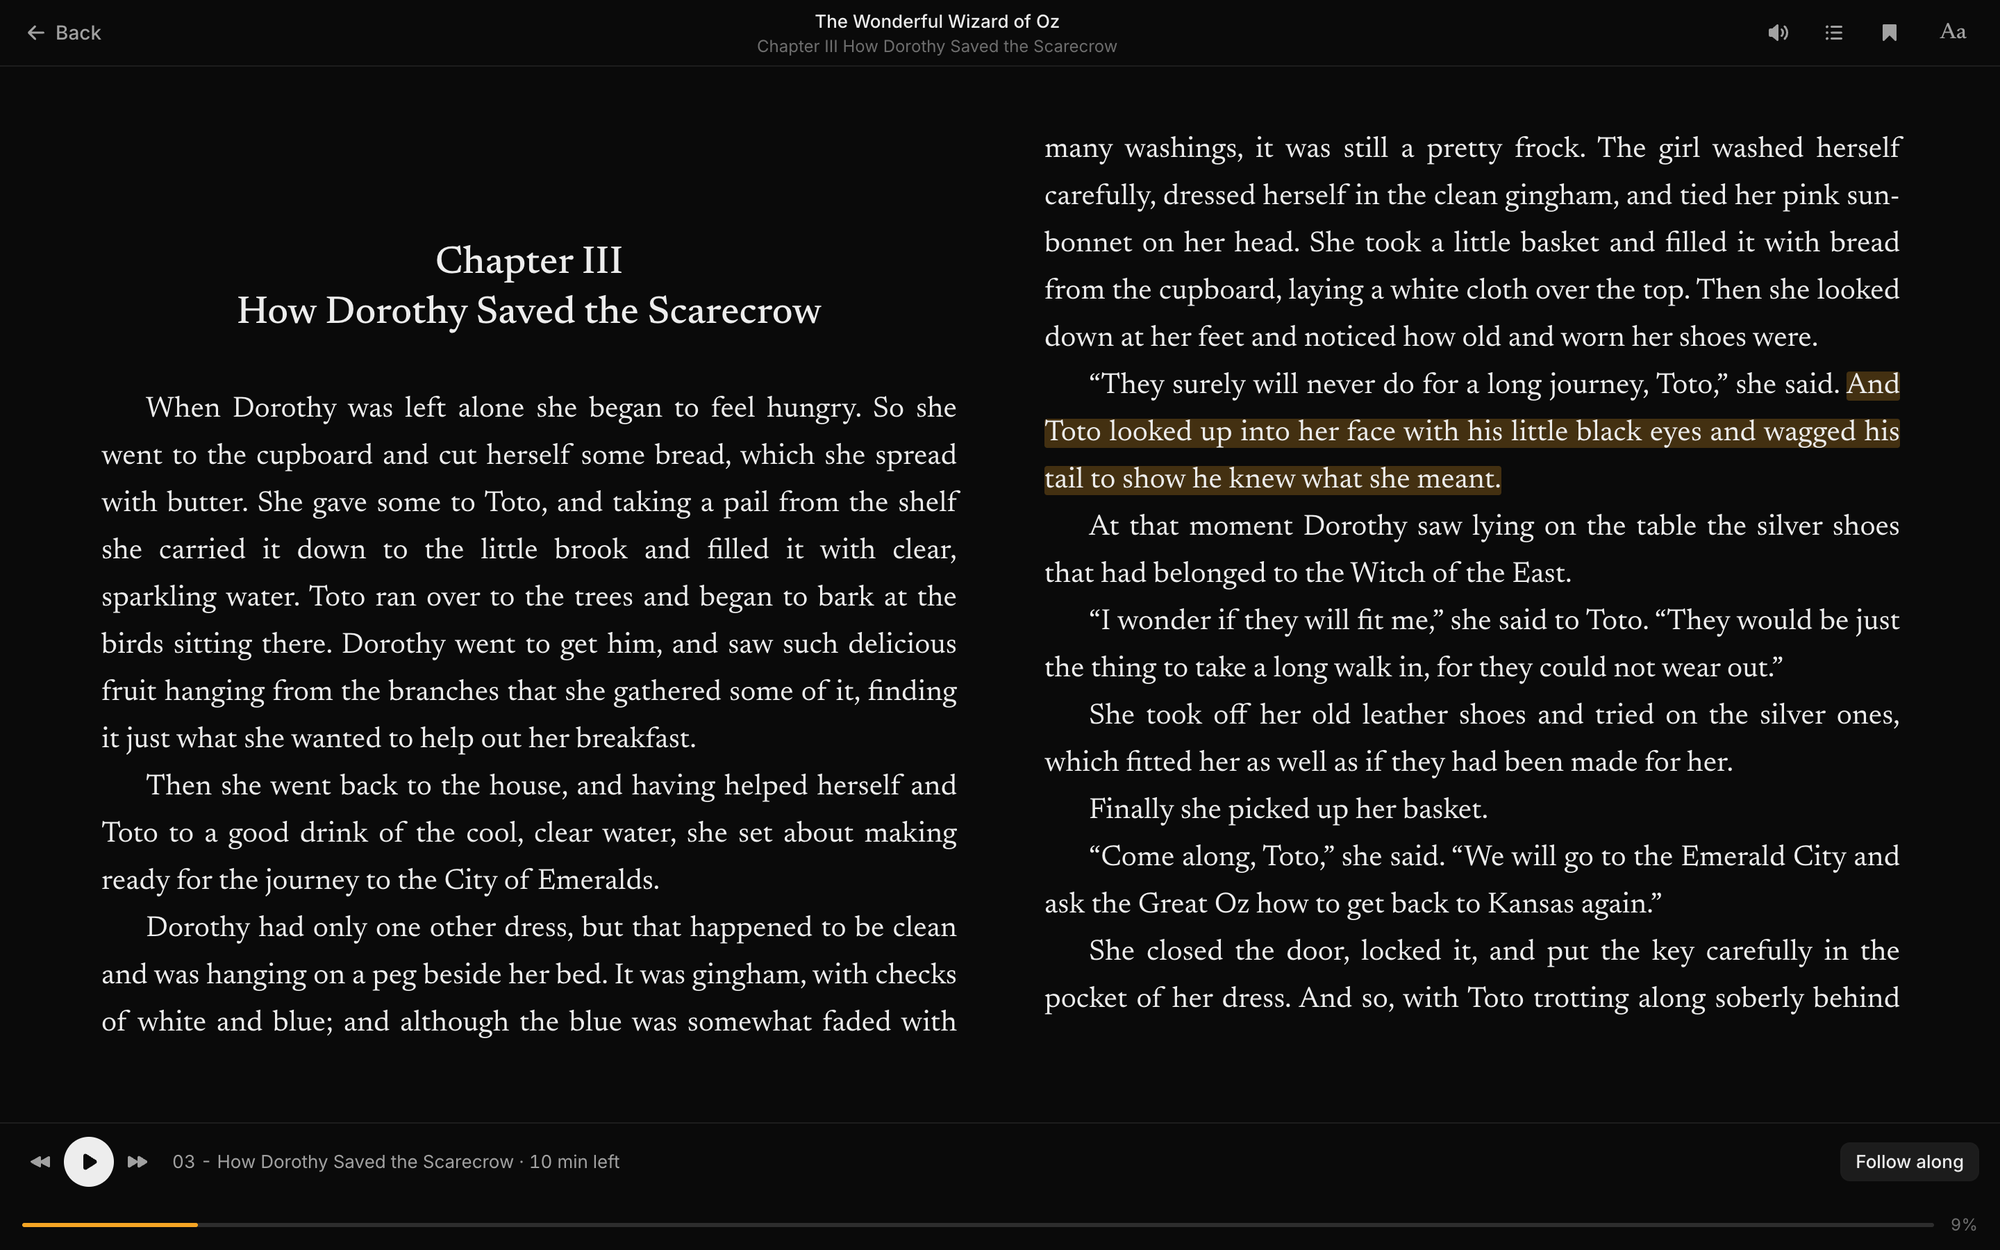 Back
The Wonderful Wizard of Oz
Chapter III How Dorothy Saved the Scarecrow
Aa
Chapter III
How Dorothy Saved the Scarecrow
When Dorothy was left alone she began to feel hungry. So she
went to the cupboard and cut herself some bread, which she spread
with butter. She gave some to Toto, and taking a pail from the shelf
she carried it down to the little brook and filled it with clear,
sparkling water. Toto ran over to the trees and began to bark at the
birds sitting there. Dorothy went to get him, and saw such delicious
fruit hanging from the branches that she gathered some of it, finding
it just what she wanted to help out her breakfast.
Then she went back to the house, and having helped herself and
Toto to a good drink of the cool, clear water, she set about making
ready for the journey to the City of Emeralds.
Dorothy had only one other dress, but that happened to be clean
and was hanging on a peg beside her bed. It was gingham, with checks
of white and blue; and although the blue was somewhat faded with
many washings, it was still a pretty frock. The girl washed herself
carefully, dressed herself in the clean gingham, and tied her pink sun-
bonnet on her head. She took a little basket and filled it with bread
from the cupboard, laying a white cloth over the top. Then she looked
down at her feet and noticed how old and worn her shoes were.
“They surely will never do for a long journey, Toto,” she said. And
Toto looked up into her face with his little black eyes and wagged his
tail to show he knew what she meant.
At that moment Dorothy saw lying on the table the silver shoes
that had belonged to the Witch of the East.
“I wonder if they will fit me,” she said to Toto. “They would be just
the thing to take a long walk in, for they could not wear out.”
She took off her old leather shoes and tried on the silver ones,
which fitted her as well as if they had been made for her.
Finally she picked up her basket.
“Come along, Toto,” she said. “We will go to the Emerald City and
ask the Great Oz how to get back to Kansas again.”
She closed the door, locked it, and put the key carefully in the
pocket of her dress. And so, with Toto trotting along soberly behind
03 - How Dorothy Saved the Scarecrow · 10 min left
Follow along
9%